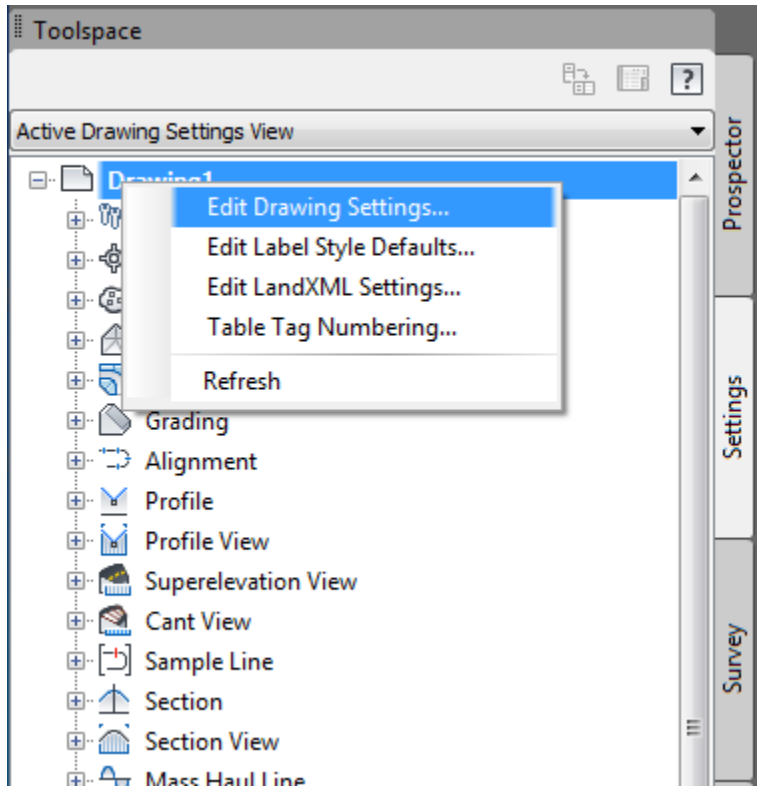 Toolspace
?
Active Drawing Settings View
Drawing1
Edit Drawing Settings...
Edit Label Style Defaults...
Edit LandXML Settings...
Table Tag Numbering...
Refresh
Grading
Alignment
Profile
Profile View
Superelevation View
Cant View
Sample Line
Section
Section View
Mass Haul Line
Prospector
Settings
Survey